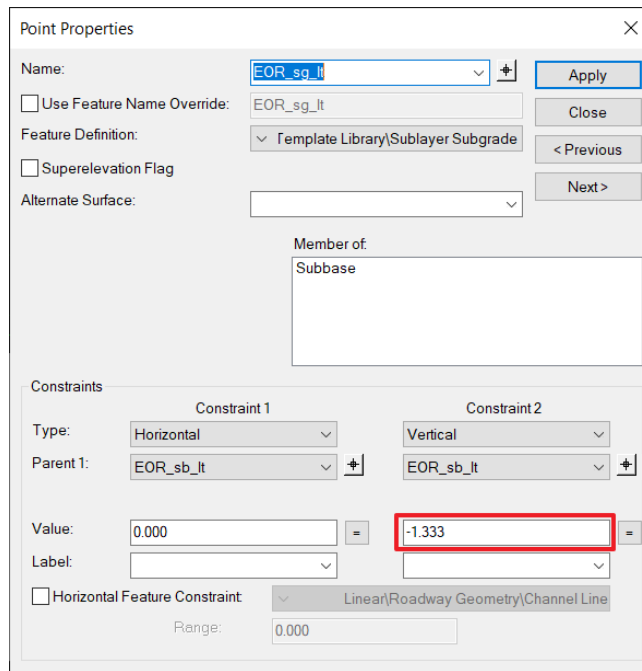 Point Properties
Name: EOR_sg_lt Apply
Use Feature Name Override: EOR_sg_lt Close
Feature Definition: Template Library\Sublayer Subgrade < Previous
Superelevation Flag Next >
Alternate Surface:
Member of:
Subbase
Constraints
Constraint 1 Constraint 2
Type: Horizontal Vertical
Parent 1: EOR_sb_lt EOR_sb_lt
Value: 0.000 = -1.333 =
Label:
Horizontal Feature Constraint: Linear\Roadway Geometry\Channel Line
Range: 0.000